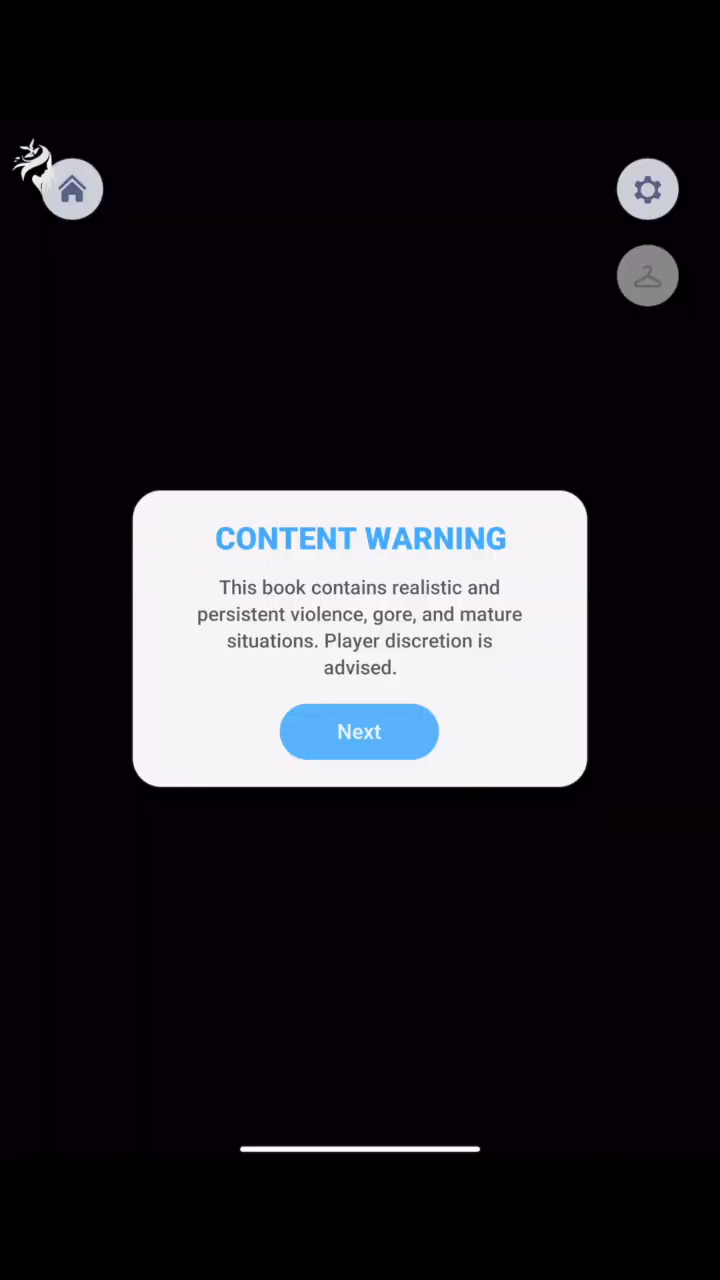 CONTENT WARNING
This book contains realistic and
persistent violence, gore, and mature
situations. Player discretion is
advised.
Next